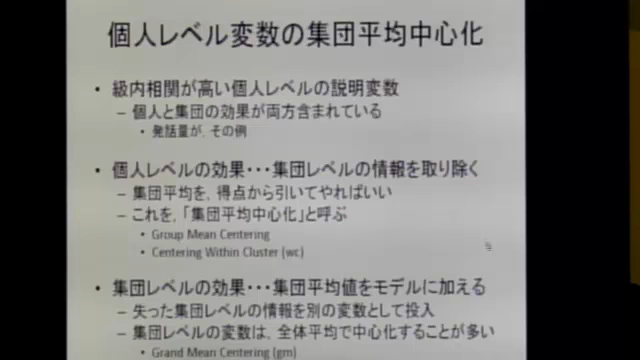 個人レベル変数の集団平均中心化
• 級内相関が高い個人レベルの説明変数
– 個人と集団の効果が両方含まれている
• 発話量が、その例
• 個人レベルの効果・・・集団レベルの情報を取り除く
– 集団平均を、得点から引いてやればいい
– これを、「集団平均中心化」と呼ぶ
• Group Mean Centering
• Centering Within Cluster (wc)
• 集団レベルの効果・・・集団平均値をモデルに加える
– 失った集団レベルの情報を別の変数として投入
– 集団レベルの変数は、全体平均で中心化することが多い
• Grand Mean Centering (gm)